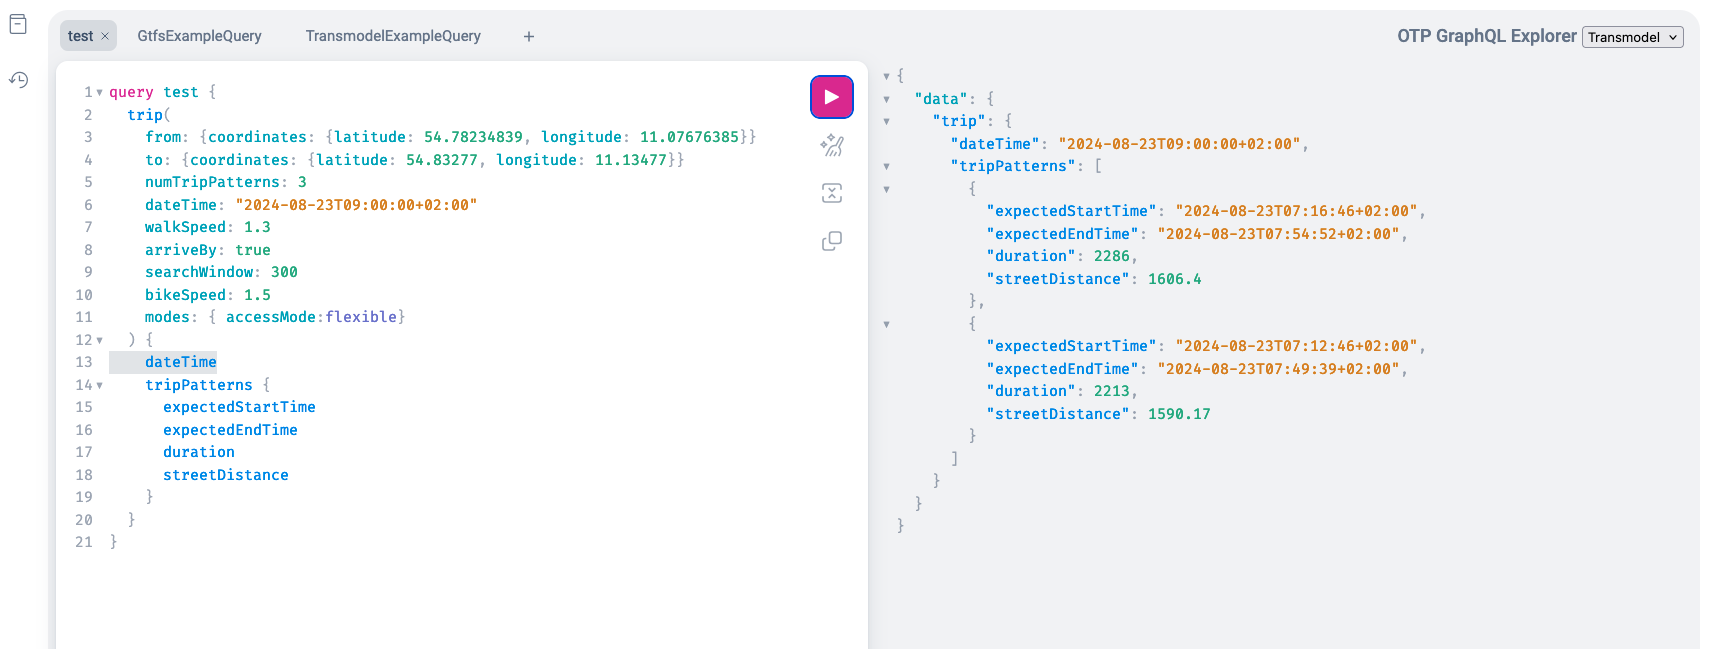 test × GtfsExampleQuery TransmodelExampleQuery + OTP GraphQL Explorer Transmodel
1 query test {
2 trip(
3 from: {coordinates: {latitude: 54.78234839, longitude: 11.07676385}}
4 to: {coordinates: {latitude: 54.83277, longitude: 11.13477}}
5 numTripPatterns: 3
6 dateTime: "2024-08-23T09:00:00+02:00"
7 walkSpeed: 1.3
8 arriveBy: true
9 searchWindow: 300
10 bikeSpeed: 1.5
11 modes: { accessMode:flexible}
12 ) {
13 dateTime
14 tripPatterns {
15 expectedStartTime
16 expectedEndTime
17 duration
18 streetDistance
19 }
20 }
21 }
{
"data": {
"trip": {
"dateTime": "2024-08-23T09:00:00+02:00",
"tripPatterns": [
{
"expectedStartTime": "2024-08-23T07:16:46+02:00",
"expectedEndTime": "2024-08-23T07:54:52+02:00",
"duration": 2286,
"streetDistance": 1606.4
},
{
"expectedStartTime": "2024-08-23T07:12:46+02:00",
"expectedEndTime": "2024-08-23T07:49:39+02:00",
"duration": 2213,
"streetDistance": 1590.17
}
]
}
}
}